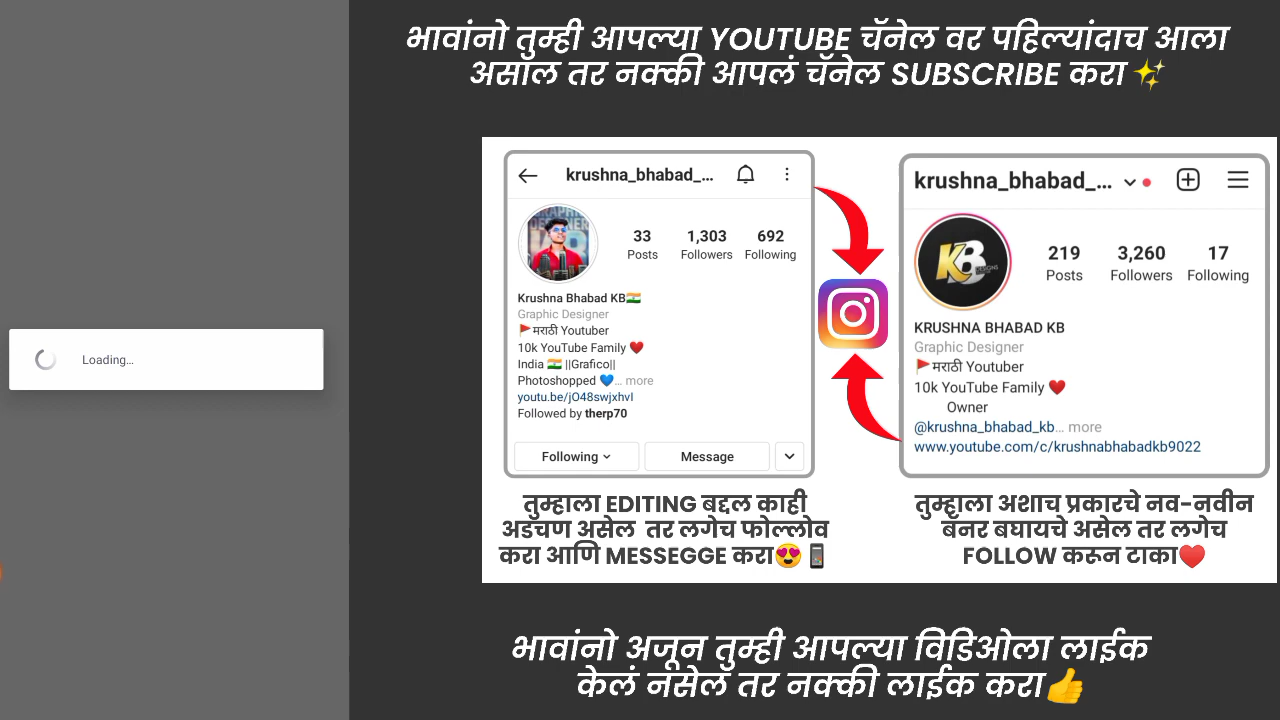 भावांनो तुम्ही आपल्या YOUTUBE चॅनेल वर पहिल्यांदाच आला
असाल तर नक्की आपलं चॅनेल SUBSCRIBE करा ✨
Loading...
krushna_bhabad_...
33 1,303 692
Posts Followers Following
Krushna Bhabad KB🇮🇳
Graphic Designer
🚩मराठी Youtuber
10k YouTube Family ❤️
India 🇮🇳 ||Grafico||
Photoshopped 💙... more
youtu.be/jO48swjxhvI
Followed by therp70
Following
Message
तुम्हाला EDITING बद्दल काही
अडचण असेल तर लगेच फोल्लोव
करा आणि MESSEGGE करा😍📱
krushna_bhabad_...
KB
219 3,260 17
Posts Followers Following
KRUSHNA BHABAD KB
Graphic Designer
🚩मराठी Youtuber
10k YouTube Family ❤️
Owner
@krushna_bhabad_kb... more
www.youtube.com/c/krushnabhabadkb9022
तुम्हाला अशाच प्रकारचे नव-नवीन
बॅनर बघायचे असेल तर लगेच
FOLLOW करून टाका❤️
भावांनो अजून तुम्ही आपल्या विडिओला लाईक
केलं नसेल तर नक्की लाईक करा👍